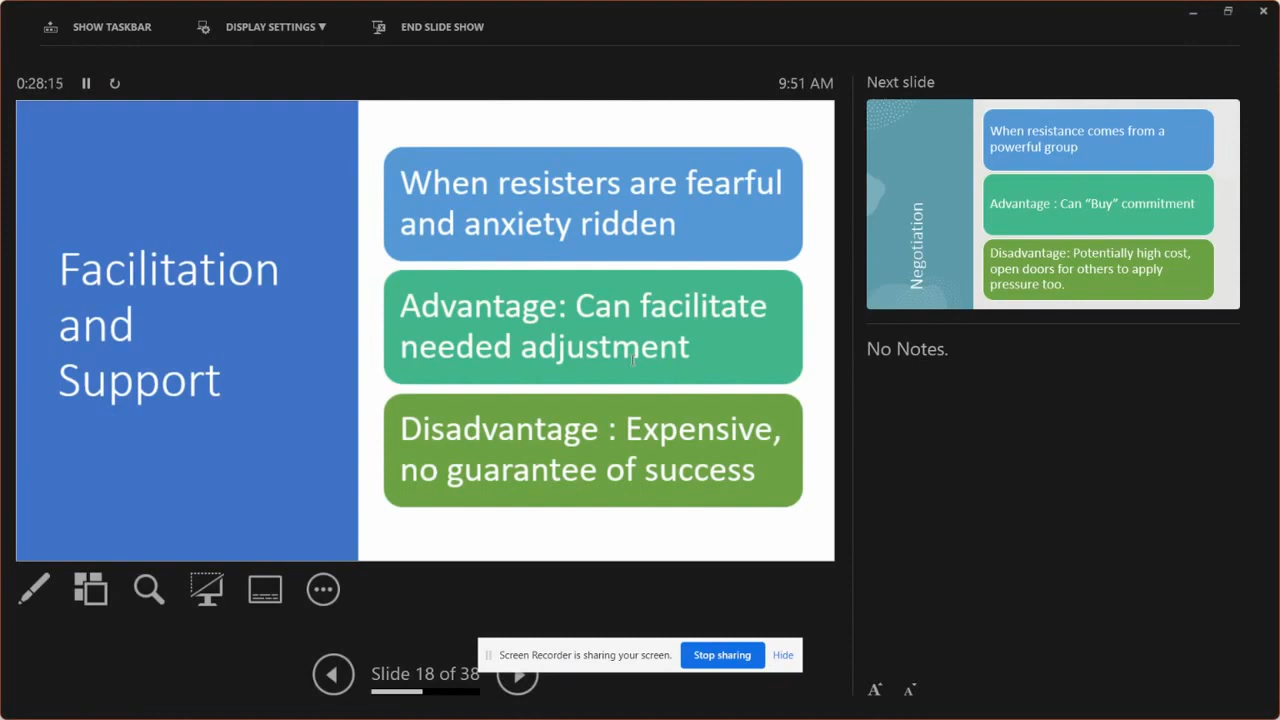 SHOW TASKBAR
DISPLAY SETTINGS ▼
END SLIDE SHOW
0:28:15
9:51 AM
Facilitation
and
Support
When resisters are fearful
and anxiety ridden
Advantage: Can facilitate
needed adjustment
Disadvantage : Expensive,
no guarantee of success
Next slide
Negotiation
When resistance comes from a
powerful group
Advantage : Can “Buy” commitment
Disadvantage: Potentially high cost,
open doors for others to apply
pressure too.
No Notes.
Screen Recorder is sharing your screen.
Stop sharing
Hide
Slide 18 of 38
A A